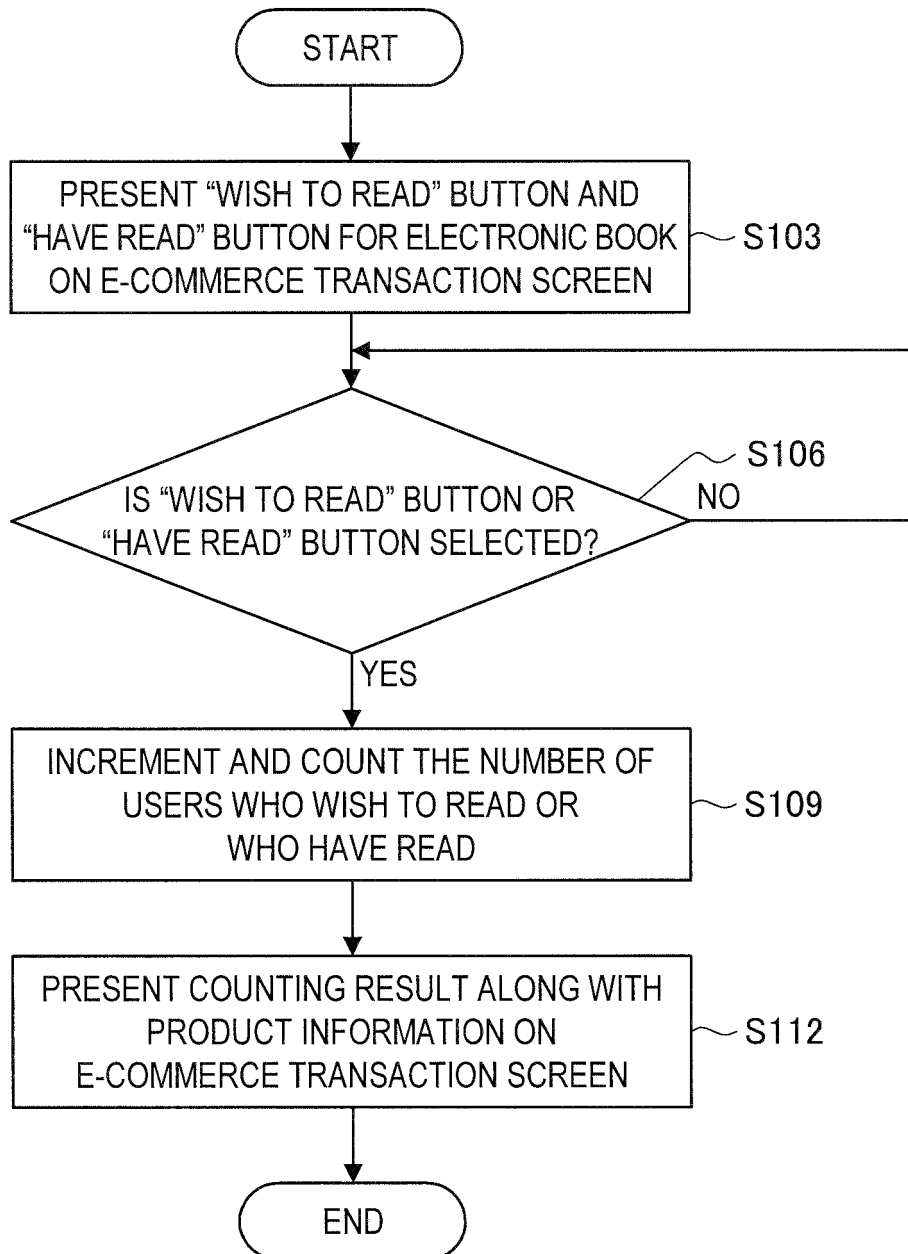 START
PRESENT “WISH TO READ” BUTTON AND
“HAVE READ” BUTTON FOR ELECTRONIC BOOK
ON E-COMMERCE TRANSACTION SCREEN
S103
S106
IS “WISH TO READ” BUTTON OR
“HAVE READ” BUTTON SELECTED?
NO
YES
INCREMENT AND COUNT THE NUMBER OF
USERS WHO WISH TO READ OR
WHO HAVE READ
S109
PRESENT COUNTING RESULT ALONG WITH
PRODUCT INFORMATION ON
E-COMMERCE TRANSACTION SCREEN
S112
END